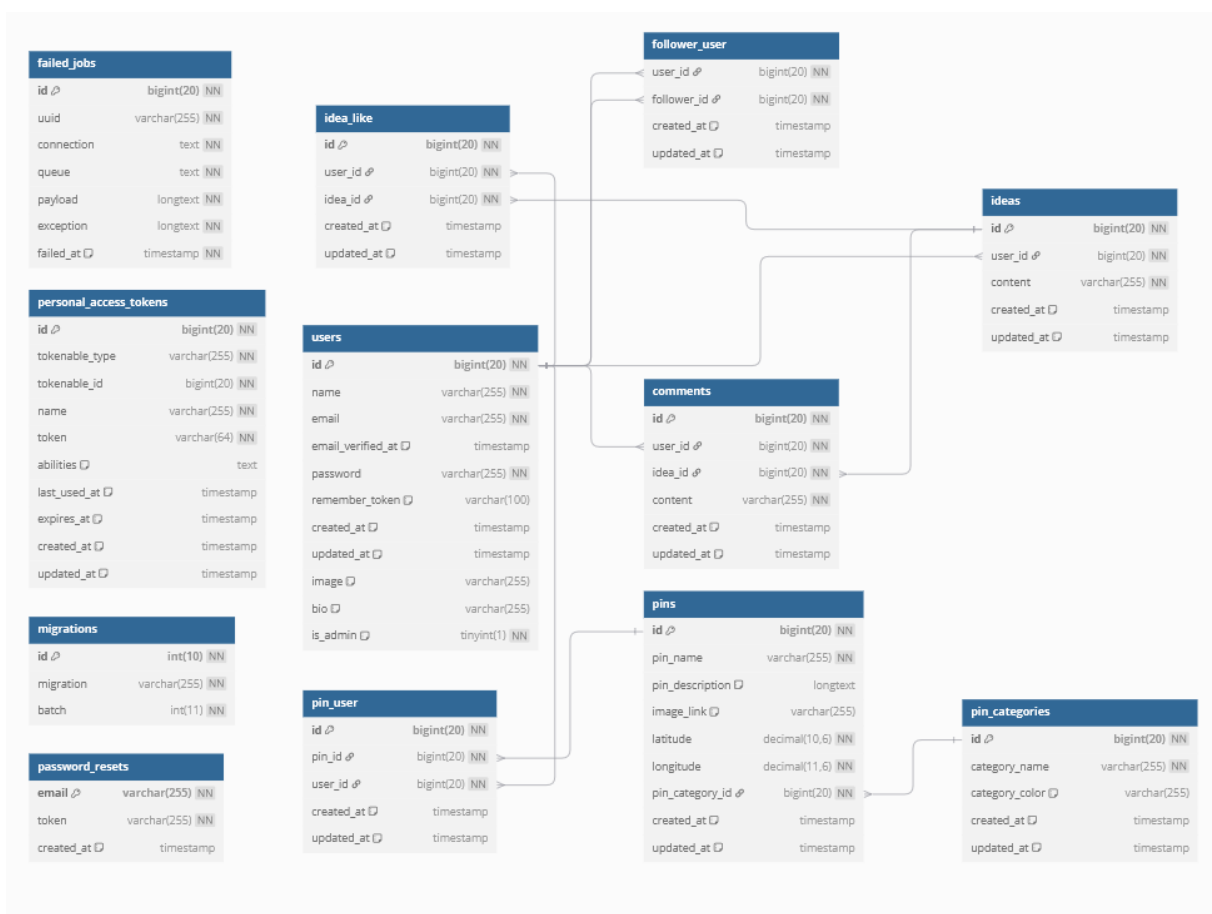 failed_jobs
id bigint(20) NN
uuid varchar(255) NN
connection text NN
queue text NN
payload longtext NN
exception longtext NN
failed_at timestamp NN
personal_access_tokens
id bigint(20) NN
tokenable_type varchar(255) NN
tokenable_id bigint(20) NN
name varchar(255) NN
token varchar(64) NN
abilities text
last_used_at timestamp
expires_at timestamp
created_at timestamp
updated_at timestamp
migrations
id int(10) NN
migration varchar(255) NN
batch int(11) NN
password_resets
email varchar(255) NN
token varchar(255) NN
created_at timestamp
idea_like
id bigint(20) NN
user_id bigint(20) NN
idea_id bigint(20) NN
created_at timestamp
updated_at timestamp
users
id bigint(20) NN
name varchar(255) NN
email varchar(255) NN
email_verified_at timestamp
password varchar(255) NN
remember_token varchar(100)
created_at timestamp
updated_at timestamp
image varchar(255)
bio varchar(255)
is_admin tinyint(1) NN
pin_user
id bigint(20) NN
pin_id bigint(20) NN
user_id bigint(20) NN
created_at timestamp
updated_at timestamp
follower_user
user_id bigint(20) NN
follower_id bigint(20) NN
created_at timestamp
updated_at timestamp
comments
id bigint(20) NN
user_id bigint(20) NN
idea_id bigint(20) NN
content varchar(255) NN
created_at timestamp
updated_at timestamp
pins
id bigint(20) NN
pin_name varchar(255) NN
pin_description longtext
image_link varchar(255)
latitude decimal(10,6) NN
longitude decimal(11,6) NN
pin_category_id bigint(20) NN
created_at timestamp
updated_at timestamp
ideas
id bigint(20) NN
user_id bigint(20) NN
content varchar(255) NN
created_at timestamp
updated_at timestamp
pin_categories
id bigint(20) NN
category_name varchar(255) NN
category_color varchar(255)
created_at timestamp
updated_at timestamp